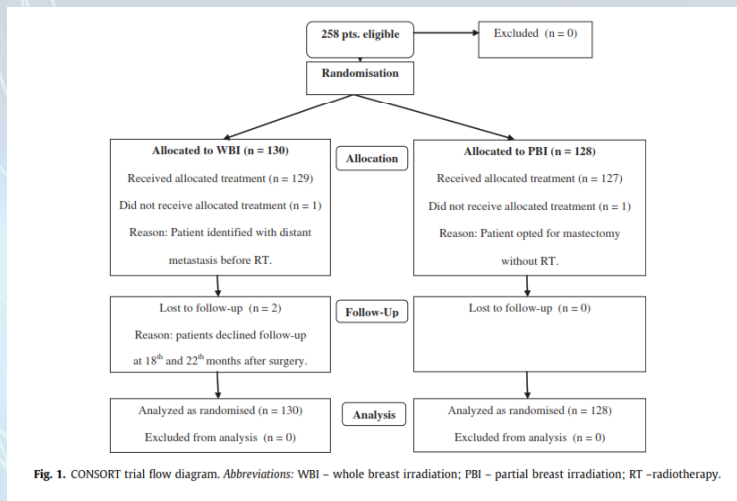 258 pts. eligible
Excluded (n = 0)
Randomisation
Allocated to WBI (n = 130)
Received allocated treatment (n = 129)
Did not receive allocated treatment (n = 1)
Reason: Patient identified with distant
metastasis before RT.
Allocation
Allocated to PBI (n = 128)
Received allocated treatment (n = 127)
Did not receive allocated treatment (n = 1)
Reason: Patient opted for mastectomy
without RT.
Lost to follow-up (n = 2)
Reason: patients declined follow-up
at 18th and 22th months after surgery.
Follow-Up
Lost to follow-up (n = 0)
Analyzed as randomised (n = 130)
Excluded from analysis (n = 0)
Analysis
Analyzed as randomised (n = 128)
Excluded from analysis (n = 0)
Fig. 1. CONSORT trial flow diagram. Abbreviations: WBI – whole breast irradiation; PBI – partial breast irradiation; RT –radiotherapy.